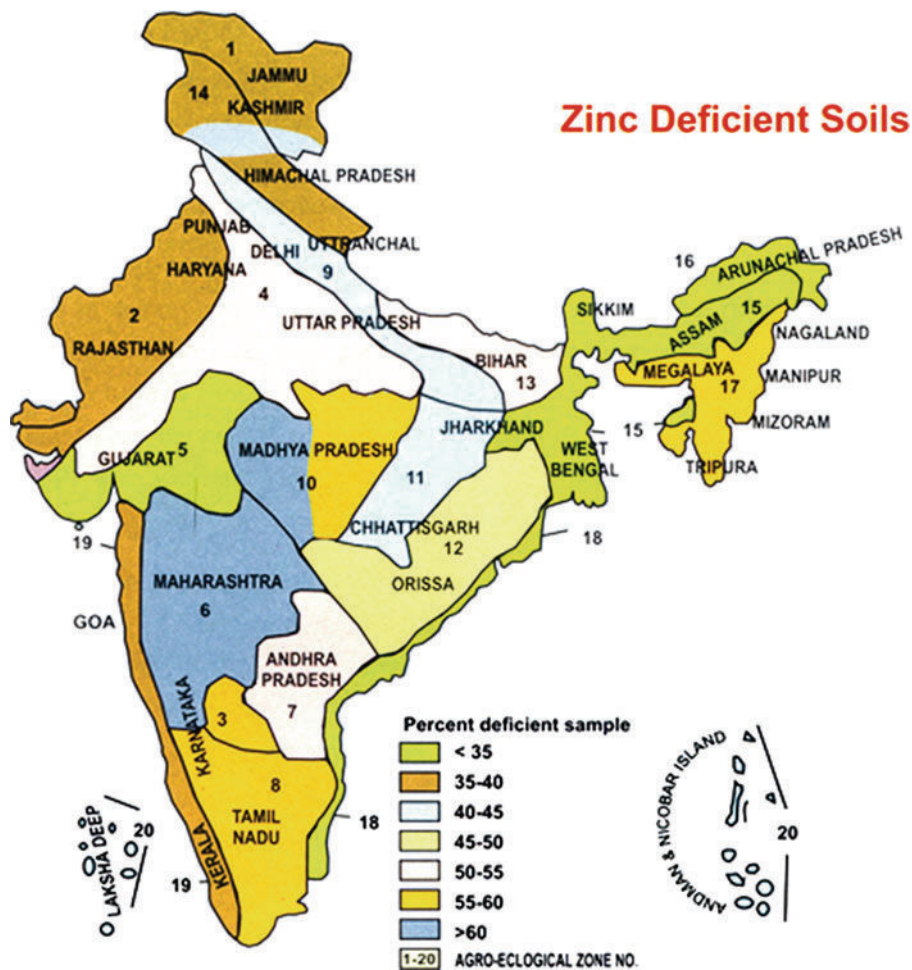 1
JAMMU
14
KASHMIR
Zinc Deficient Soils
HIMACHAL PRADESH
PUNJAB
UTTRANCHAL
DELHI
9
HARYANA
4
2
UTTAR PRADESH
RAJASTHAN
16
ARUNACHAL PRADESH
SIKKIM
15
ASSAM
NAGALAND
BIHAR
13
MEGALAYA
17
MANIPUR
MIZORAM
15
TRIPURA
JHARKHAND
WEST
BENGAL
GUJARAT
5
MADHYA PRADESH
10
11
CHHATTISGARH
12
ORISSA
18
19
MAHARASHTRA
6
GOA
ANDHRA
PRADESH
7
KARNATAKA
3
8
TAMIL
NADU
18
KERALA
19
LAKSHA DEEP
20
Percent deficient sample
< 35
35-40
40-45
45-50
50-55
55-60
>60
1-20 AGRO-ECLOGICAL ZONE NO.
ANDMAN & NICOBAR ISLAND
20